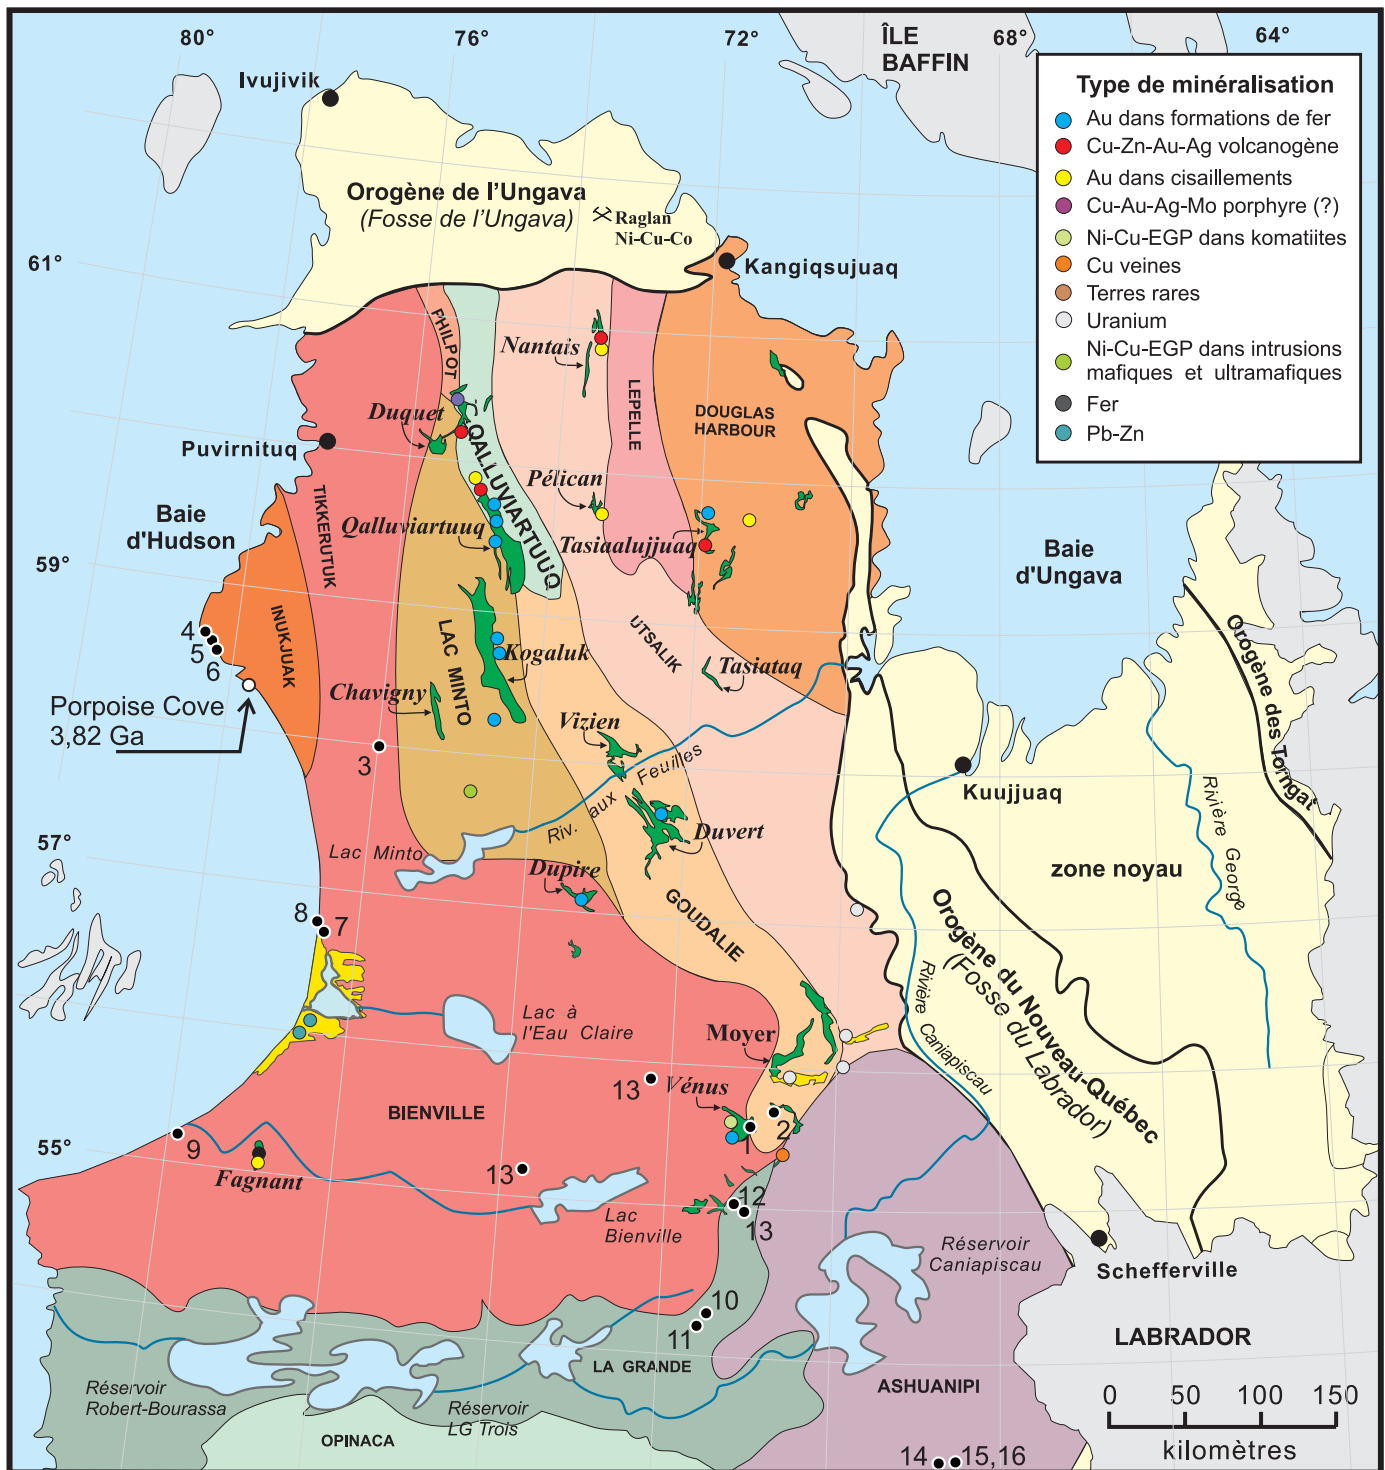 80°
76°
72°
68°
64°
ÎLE
BAFFIN
Ivujivik
Type de minéralisation
Au dans formations de fer
Cu-Zn-Au-Ag volcanogène
Au dans cisaillements
Cu-Au-Ag-Mo porphyre (?)
Ni-Cu-EGP dans komatiites
Cu veines
Terres rares
Uranium
Ni-Cu-EGP dans intrusions
mafiques et ultramafiques
Fer
Pb-Zn
Orogène de l'Ungava
(Fosse de l'Ungava)
Raglan
Ni-Cu-Co
61°
Kangiqsujuaq
PHILPOT
Nantais
LEPELLE
DOUGLAS
HARBOUR
Duquet
Puvirnituq
QALLUVIARTUUQ
TIKKERUTUK
Pélican
Baie
d'Hudson
Qalluviartuuq
Tasiaalujjuaq
Baie
d'Ungava
59°
INUKJUAK
4
5
6
LAC MINTO
Kogaluk
UTSALIK
Tasiataq
Orogène des Torngat
Chavigny
Porpoise Cove
3,82 Ga
Vizien
3
Riv. aux Feuilles
Kuujjuaq
Rivière George
57°
Lac Minto
Duvert
Dupire
zone noyau
GOUDALIE
8
7
Orogène du Nouveau-Québec
(Fosse du Labrador)
Rivière Caniapiscau
Lac à
l'Eau Claire
Moyer
13
Vénus
BIENVILLE
2
1
55°
9
Fagnant
13
12
13
Lac
Bienville
Réservoir
Caniapiscau
Schefferville
10
11
LABRADOR
LA GRANDE
ASHUANIPI
Réservoir
Robert-Bourassa
Réservoir
LG Trois
0 50 100 150
kilomètres
OPINACA
14
15,16